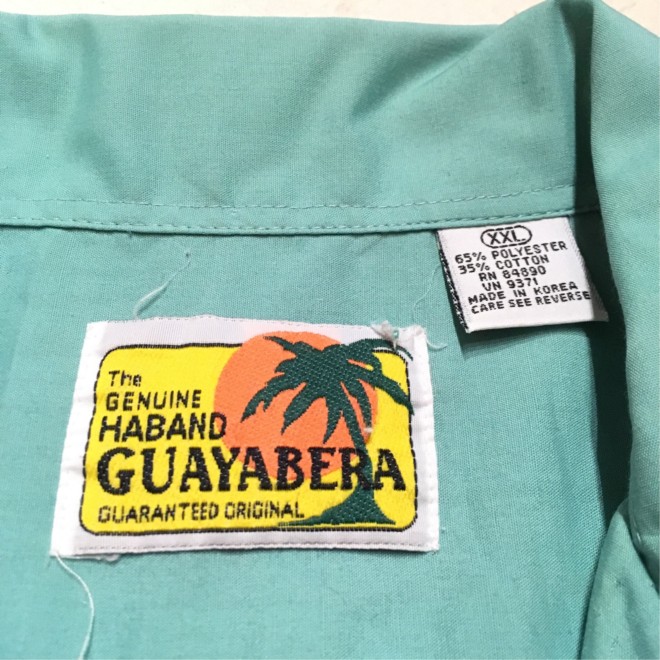 The
GENUINE
HABAND
GUAYABERA
GUARANTEED ORIGINAL
XXL
65% POLYESTER
35% COTTON
RN 84890
VN 9371
MADE IN KOREA
CARE SEE REVERSE